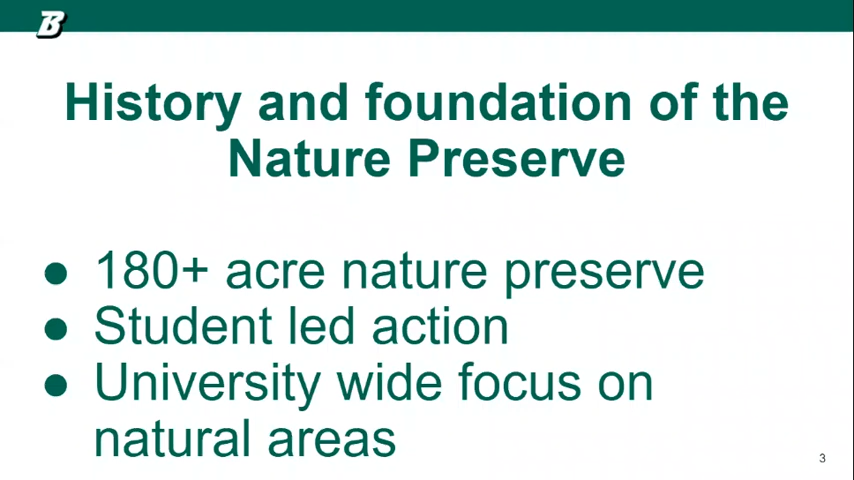 B
History and foundation of the
Nature Preserve
● 180+ acre nature preserve
● Student led action
● University wide focus on
natural areas
3